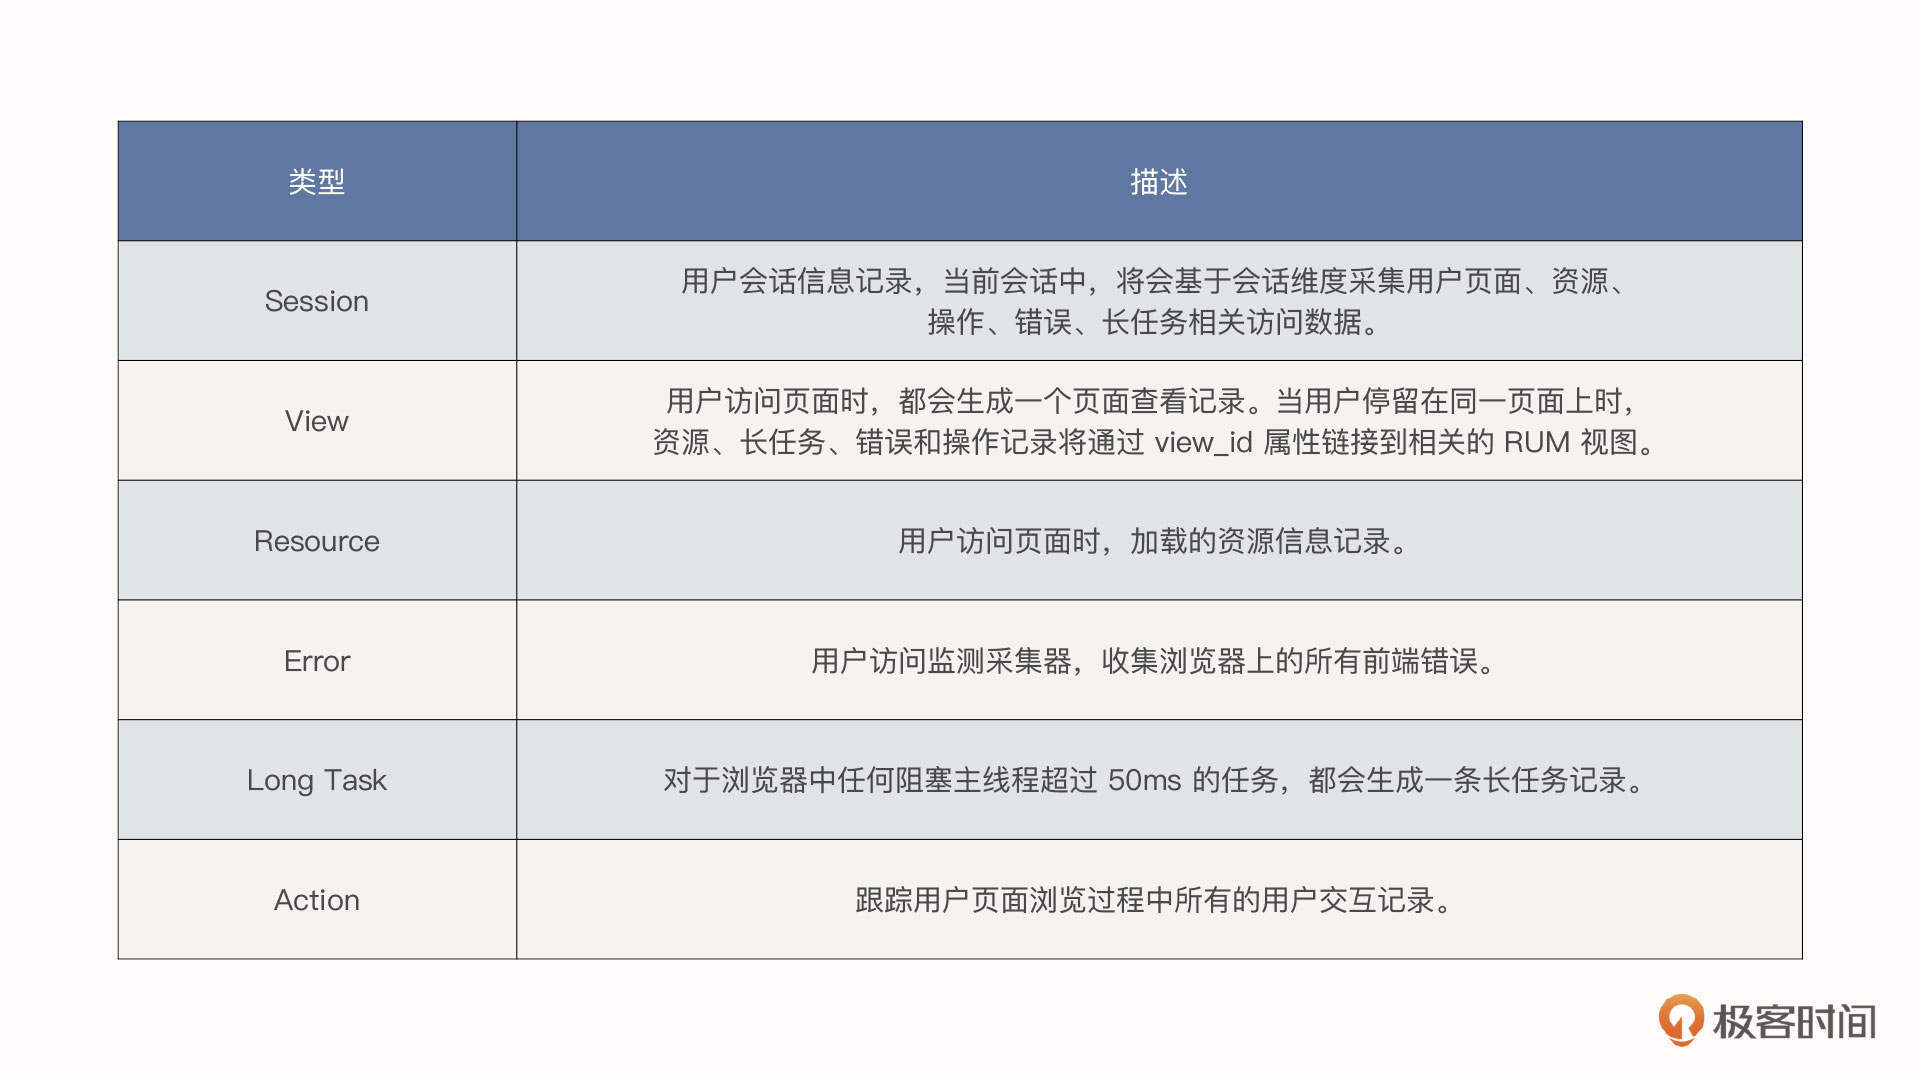 类型
描述
Session
用户会话信息记录，当前会话中，将会基于会话维度采集用户页面、资源、
操作、错误、长任务相关访问数据。
View
用户访问页面时，都会生成一个页面查看记录。当用户停留在同一页面上时，
资源、长任务、错误和操作记录将通过 view_id 属性链接到相关的 RUM 视图。
Resource
用户访问页面时，加载的资源信息记录。
Error
用户访问监测采集器，收集浏览器上的所有前端错误。
Long Task
对于浏览器中任何阻塞主线程超过 50ms 的任务，都会生成一条长任务记录。
Action
跟踪用户页面浏览过程中所有的用户交互记录。
极客时间